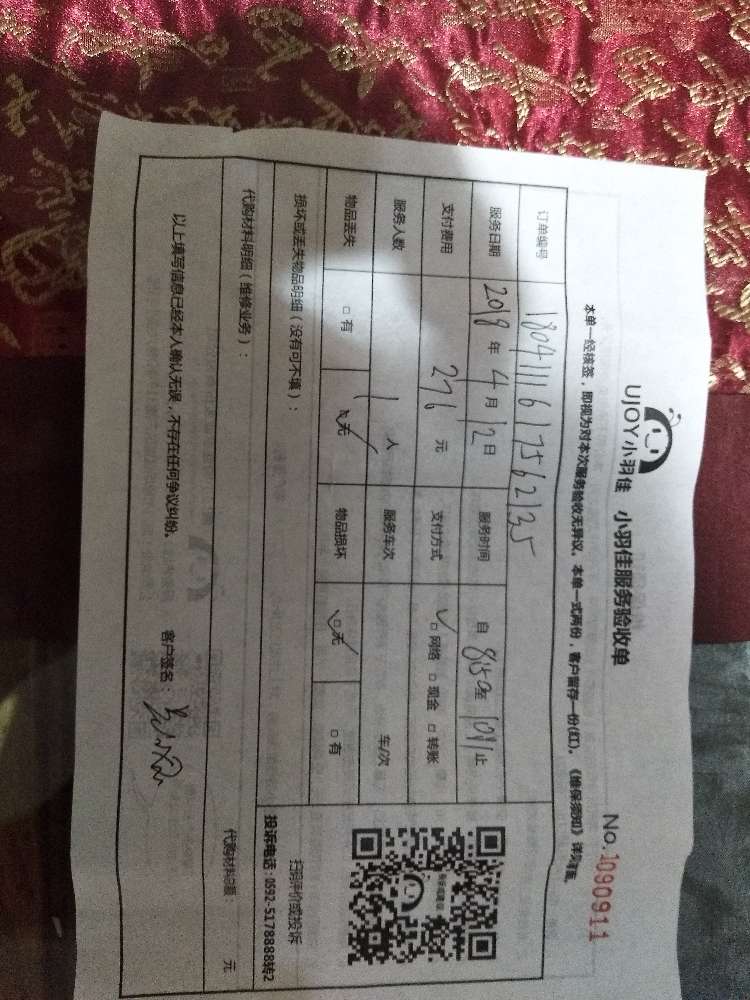 UJOY小羽佳 小羽佳服务验收单
No.1090911
本单一经核签，即视为对本次服务验收无异议。本单一式两份，客户留存一份(红)。《维保须知》详见背面。
订单编号 1804111617562135
服务日期 2018 年 4 月 12 日 服务时间 自 8:50 至 10:41 止
支付费用 276 元 支付方式 ✓□ 网络 □ 现金 □ 转账
服务人数 1 人 服务车次 车/次
物品丢失 □ 有 □ 无 ✓ 物品损坏 □ 无 ✓ □ 有
损坏或丢失物品明细（没有可不填）：
扫码评价或投诉
投诉电话：0592-5178888转2
代购材料明细（维修业务）： 代购材料总额： 元
以上填写信息已经本人确认无误，不存在任何争议纠纷。 客户签名：